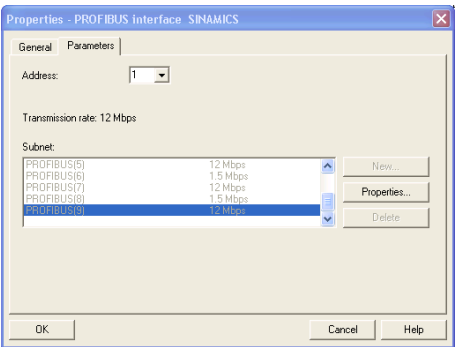 Properties - PROFIBUS interface SINAMICS
General Parameters
Address: 1
Transmission rate: 12 Mbps
Subnet:
PROFIBUS(5) 12 Mbps
PROFIBUS(6) 1.5 Mbps
PROFIBUS(7) 12 Mbps
PROFIBUS(8) 1.5 Mbps
PROFIBUS(9) 12 Mbps
New...
Properties...
Delete
OK Cancel Help